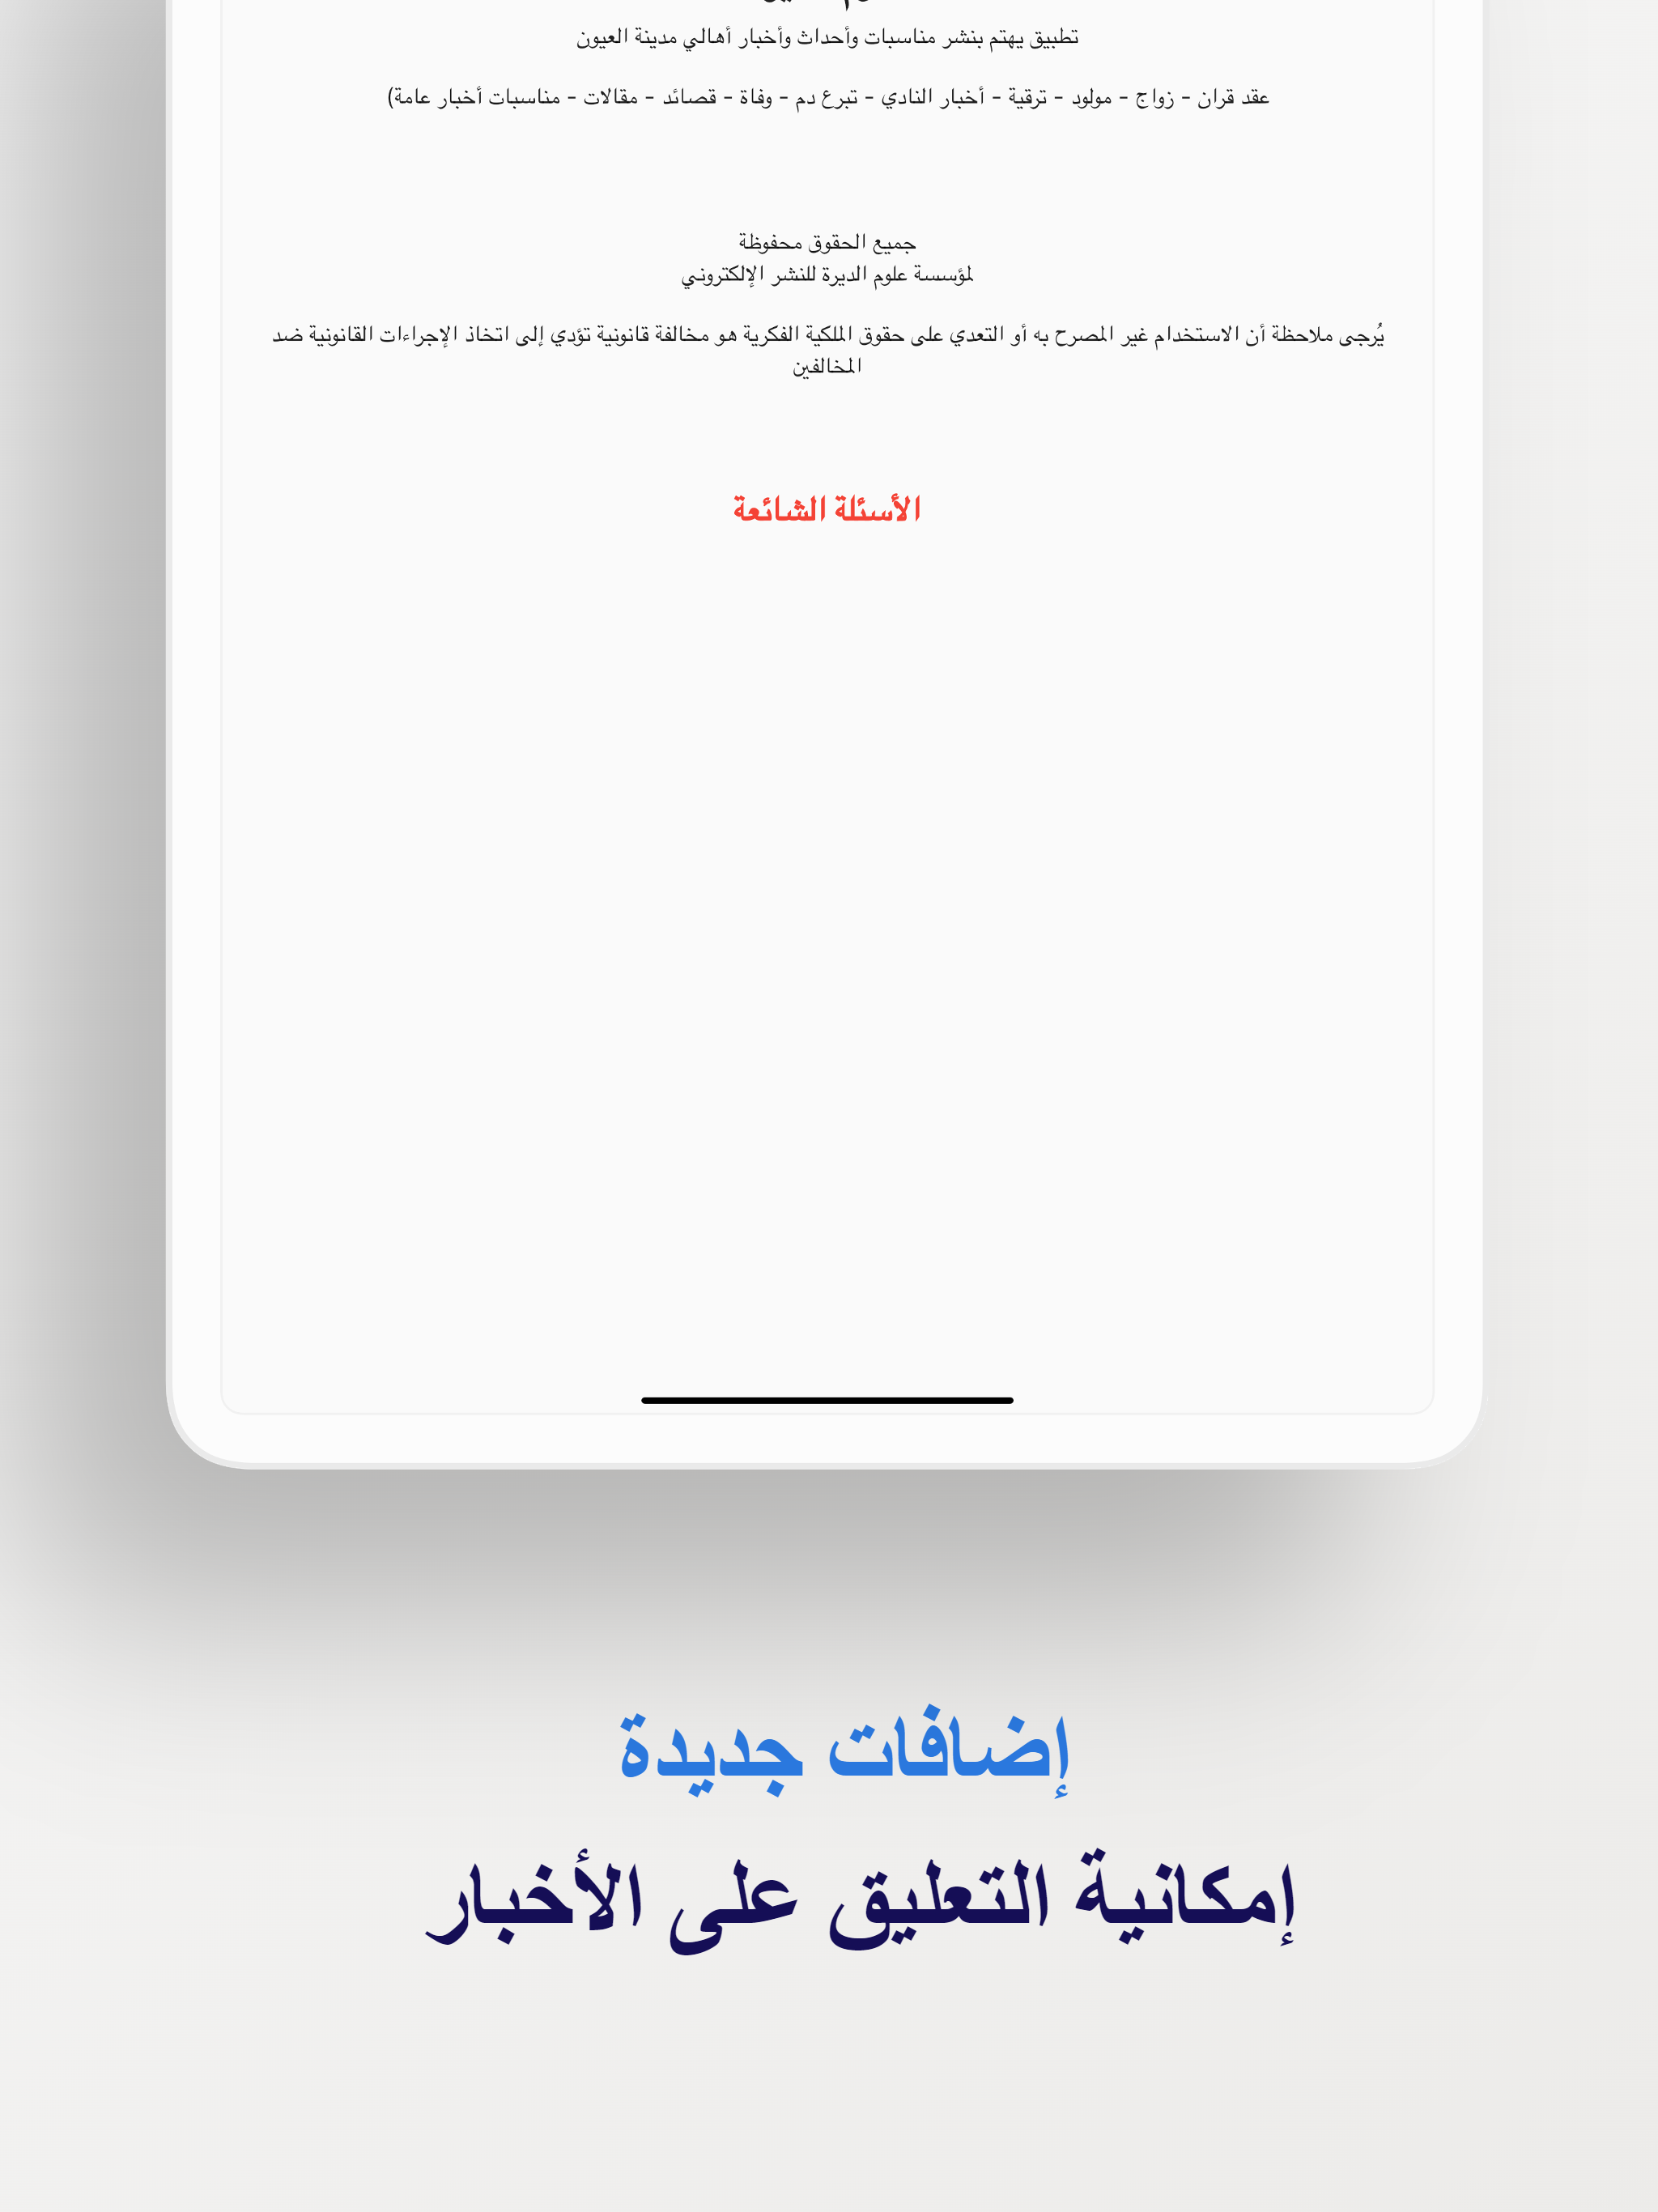 تطبيق يهتم بنشر مناسبات وأحداث وأخبار أهالي مدينة العيون
عقد قران - زواج - مولود - ترقية - أخبار النادي - تبرع دم - وفاة - قصائد - مقالات - مناسبات أخبار عامة)
جميع الحقوق محفوظة
لمؤسسة علوم الديرة للنشر الإلكتروني
يُرجى ملاحظة أن الاستخدام غير المصرح به أو التعدي على حقوق الملكية الفكرية هو مخالفة قانونية تؤدي إلى اتخاذ الإجراءات القانونية ضد
المخالفين
الأسئلة الشائعة
إضافات جديدة
إمكانية التعليق على الأخبار